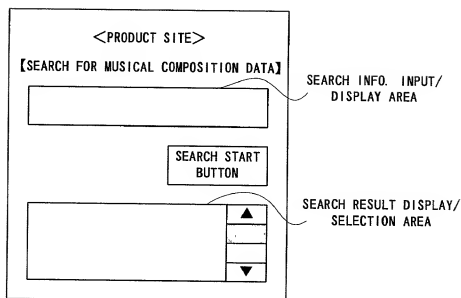 <PRODUCT SITE>
【SEARCH FOR MUSICAL COMPOSITION DATA】
SEARCH INFO. INPUT/
DISPLAY AREA
SEARCH START
BUTTON
SEARCH RESULT DISPLAY/
SELECTION AREA